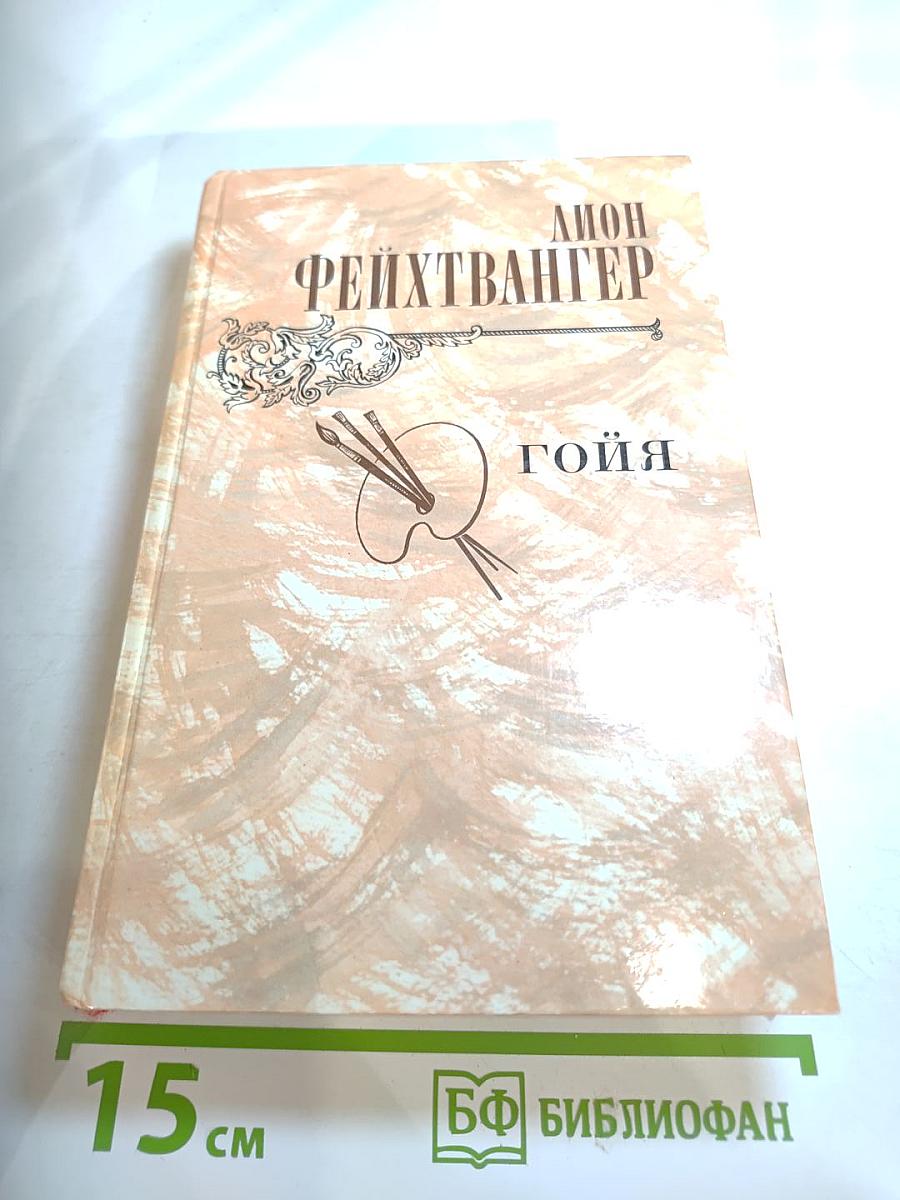 ЛИОН
ФЕЙХТВАНГЕР
ГОЙЯ
15 см
БФ БИБЛИОФАН